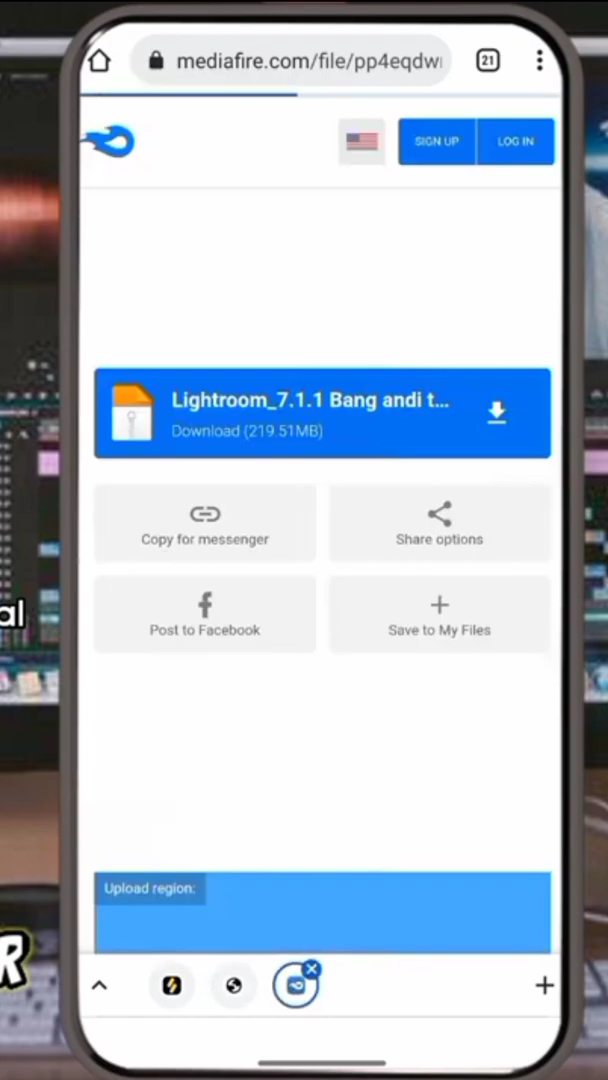 mediafire.com/file/pp4eqdw
21
SIGN UP
LOG IN
Lightroom_7.1.1 Bang andi t...
Download (219.51MB)
Copy for messenger
Share options
Post to Facebook
Save to My Files
al
Upload region:
R